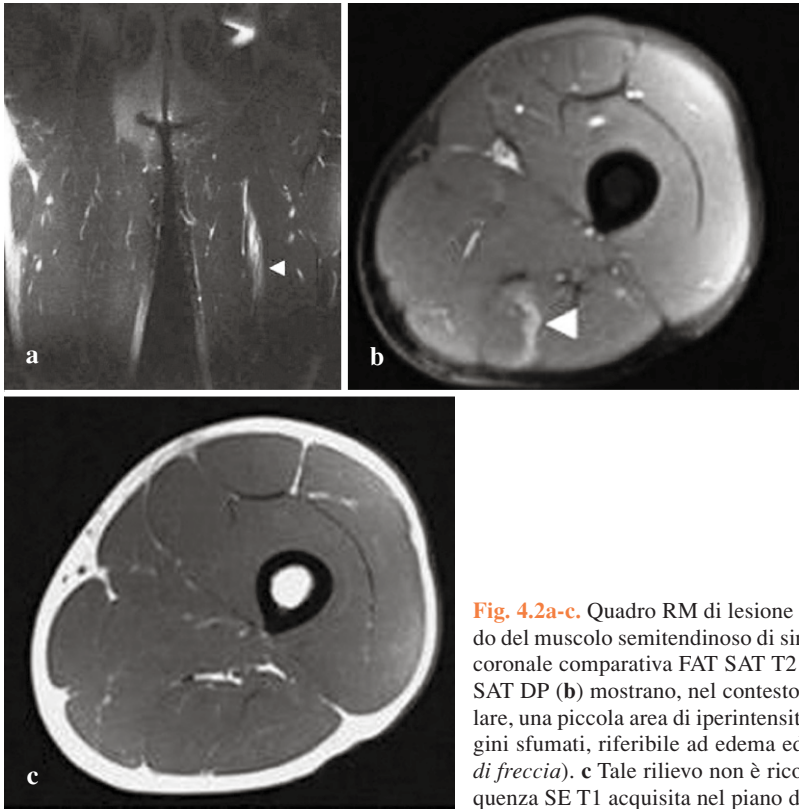 a
b
c
Fig. 4.2a-c. Quadro RM di lesione
do del muscolo semitendinoso di sin
coronale comparativa FAT SAT T2
SAT DP (b) mostrano, nel contesto
lare, una piccola area di iperintensit
gini sfumati, riferibile ad edema ed
di freccia). c Tale rilievo non è rico
quenza SE T1 acquisita nel piano d